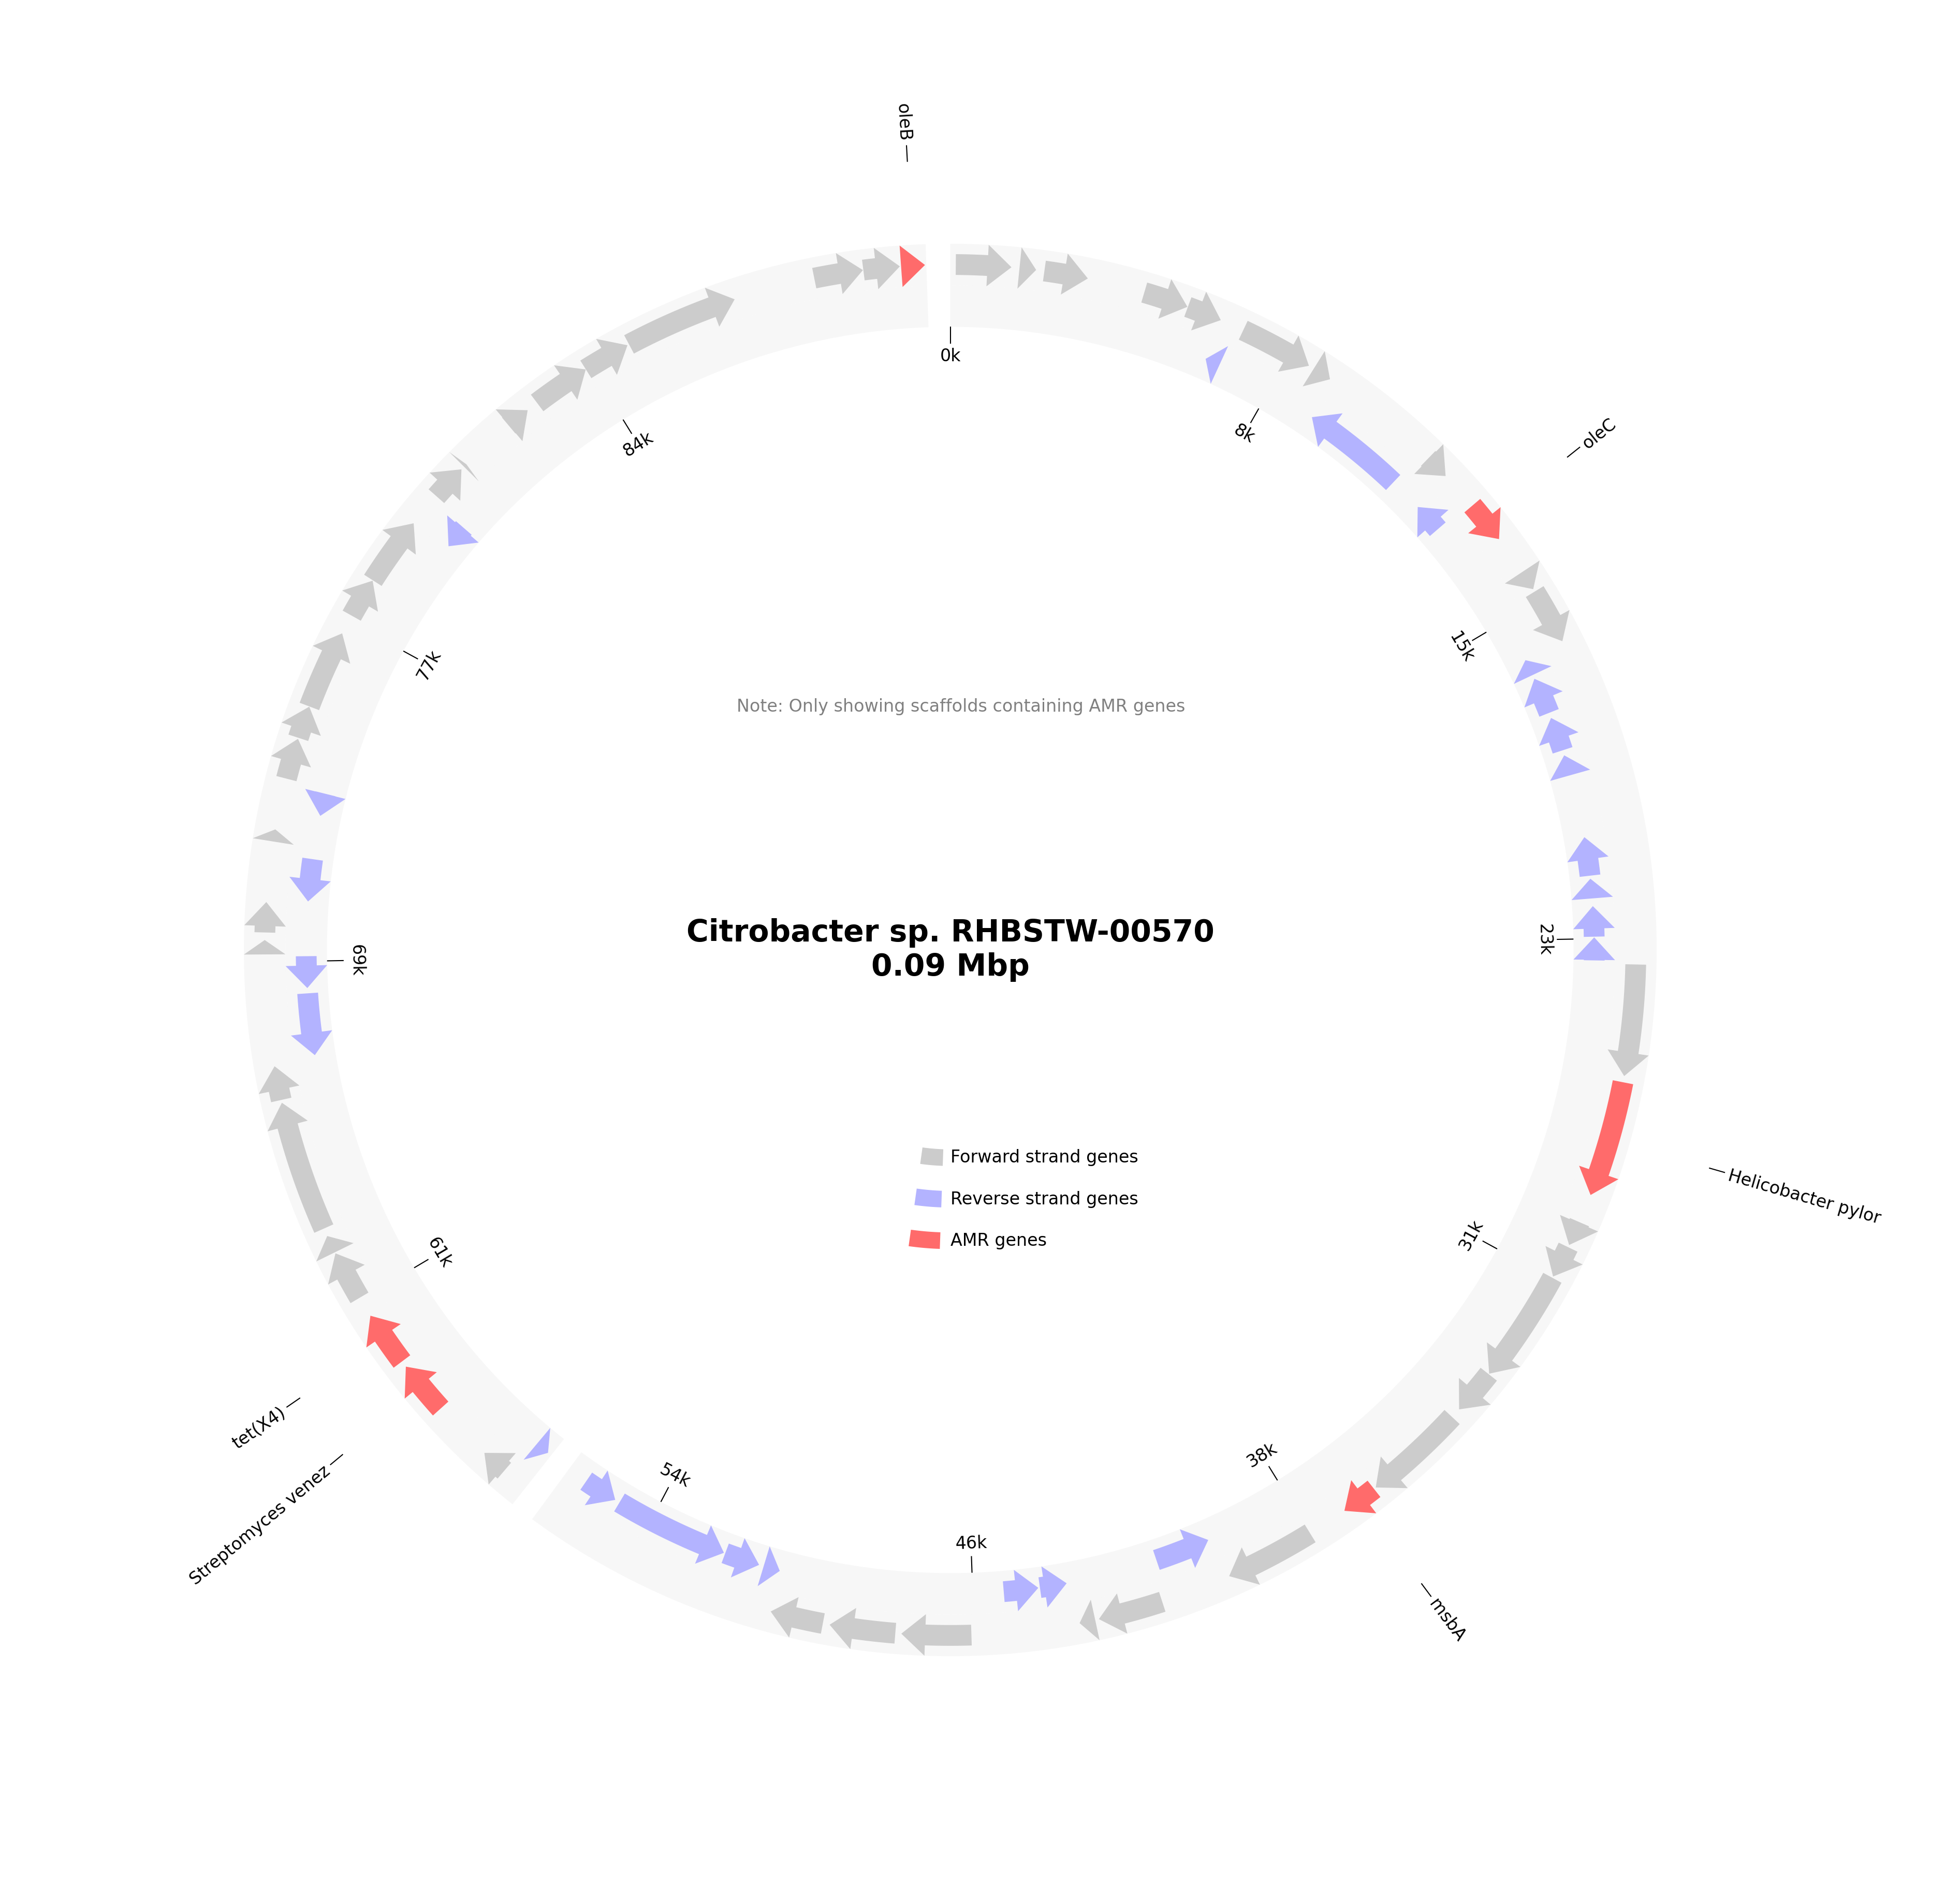 oleB
0k
8k
84k
oleC
15k
77k
Note: Only showing scaffolds containing AMR genes
Citrobacter sp. RHBSTW-00570
0.09 Mbp
23k
69k
Forward strand genes
Reverse strand genes
AMR genes
Helicobacter pylor
31k
61k
tet(X4)
Streptomyces venez
38k
54k
46k
msbA